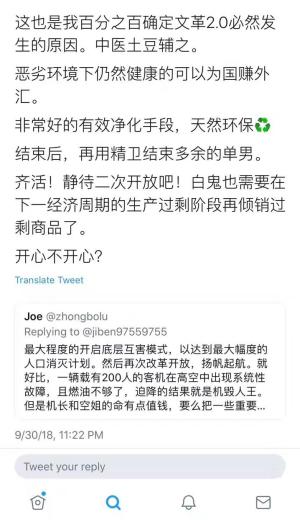 这也是我百分之百确定文革2.0必然发
生的原因。中医土豆辅之。
恶劣环境下仍然健康的可以为国赚外
汇。
非常好的有效净化手段，天然环保♻️
结束后，再用精卫结束多余的单男。
齐活！静待二次开放吧！白鬼也需要在
下一经济周期的生产过剩阶段再倾销过
剩商品了。
开心不开心？
Translate Tweet
Joe @zhongbolu
Replying to @jiben97559755
最大程度的开启底层互害模式，以达到最大幅度的
人口消灭计划。然后再次改革开放，扬帆起航。就
好比，一辆载有200人的客机在高空中出现系统性
故障，且燃油不够了，迫降的结果就是机毁人王。
但是机长和空姐的命有点值钱，要么把一些重要...
9/30/18, 11:22 PM
Tweet your reply